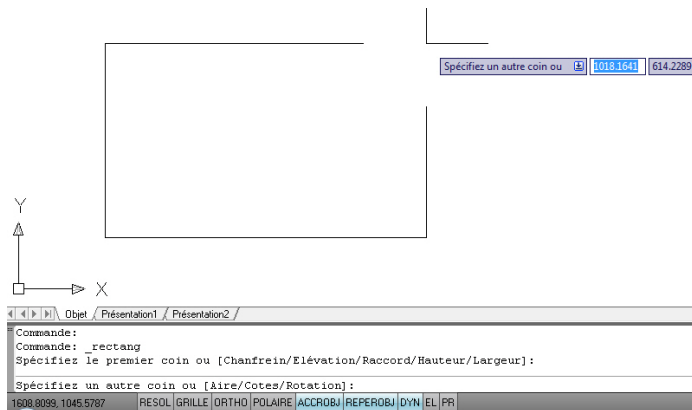 Spécifiez un autre coin ou 1018.1641 614.2289
Y
X
Objet Présentation1 Présentation2
Commande:
Commande: _rectang
Spécifiez le premier coin ou [Chanfrein/Elévation/Raccord/Hauteur/Largeur]:
Spécifiez un autre coin ou [Aire/Cotes/Rotation]:
1608.8099, 1045.5787 RESOL GRILLE ORTHO POLAIRE ACCROBJ REPEROBJ DYN EL PR